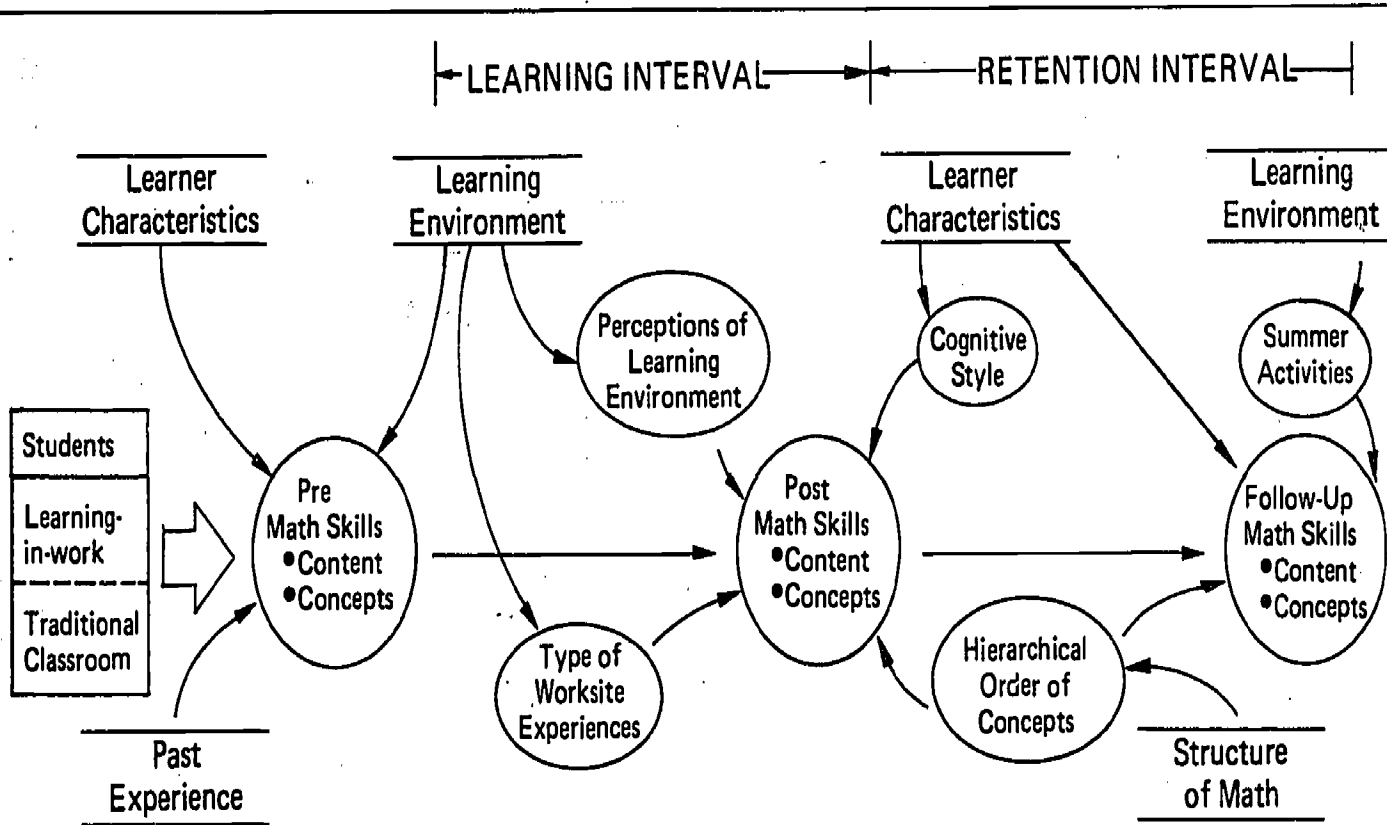 LEARNING INTERVAL
RETENTION INTERVAL
Learner
Characteristics
Learning
Environment
Learner
Characteristics
Learning
Environment
Perceptions of
Learning
Environment
Cognitive
Style
Summer
Activities
Students
Learning-
in-work
Traditional
Classroom
Pre
Math Skills
•Content
•Concepts
Post
Math Skills
•Content
•Concepts
Follow-Up
Math Skills
•Content
•Concepts
Type of
Worksite
Experiences
Hierarchical
Order of
Concepts
Past
Experience
Structure
of Math